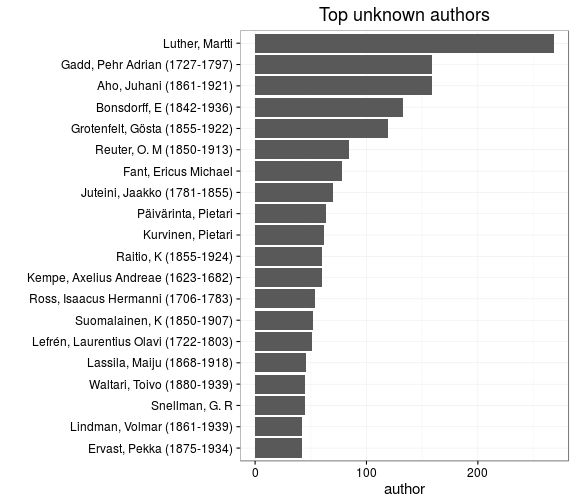 Top unknown authors
Luther, Martti
Gadd, Pehr Adrian (1727-1797)
Aho, Juhani (1861-1921)
Bonsdorff, E (1842-1936)
Grotenfelt, Gösta (1855-1922)
Reuter, O. M (1850-1913)
Fant, Ericus Michael
Juteini, Jaakko (1781-1855)
Päivärinta, Pietari
Kurvinen, Pietari
Raitio, K (1855-1924)
Kempe, Axelius Andreae (1623-1682)
Ross, Isaacus Hermanni (1706-1783)
Suomalainen, K (1850-1907)
Lefrén, Laurentius Olavi (1722-1803)
Lassila, Maiju (1868-1918)
Waltari, Toivo (1880-1939)
Snellman, G. R
Lindman, Volmar (1861-1939)
Ervast, Pekka (1875-1934)
0 100 200
author